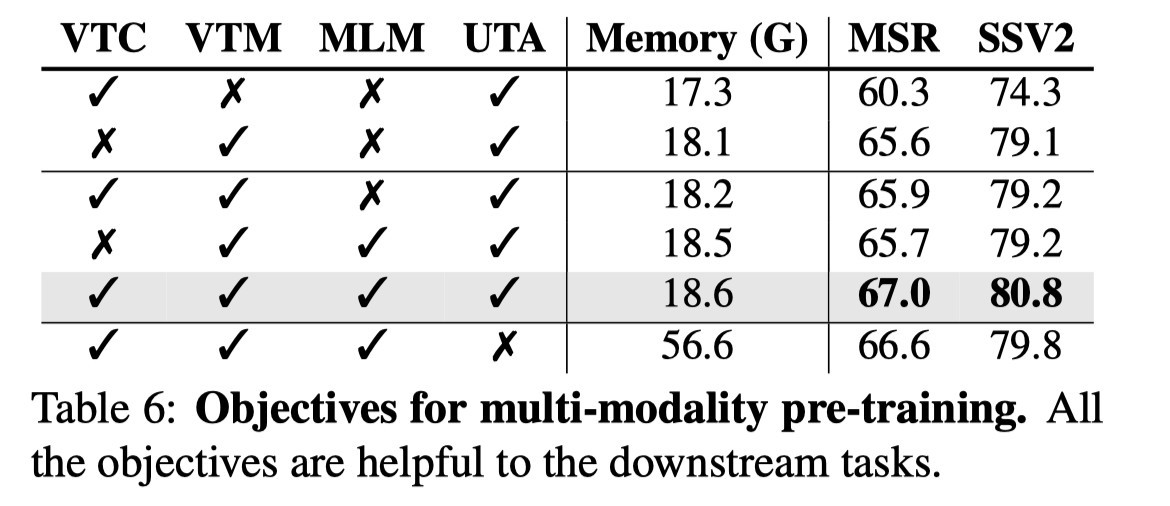 VTC VTM MLM UTA Memory (G) MSR SSV2
✓ ✗ ✗ ✓ 17.3 60.3 74.3
✗ ✓ ✗ ✓ 18.1 65.6 79.1
✓ ✓ ✗ ✓ 18.2 65.9 79.2
✗ ✓ ✓ ✓ 18.5 65.7 79.2
✓ ✓ ✓ ✓ 18.6 67.0 80.8
✓ ✓ ✓ ✗ 56.6 66.6 79.8
Table 6: Objectives for multi-modality pre-training. All
the objectives are helpful to the downstream tasks.